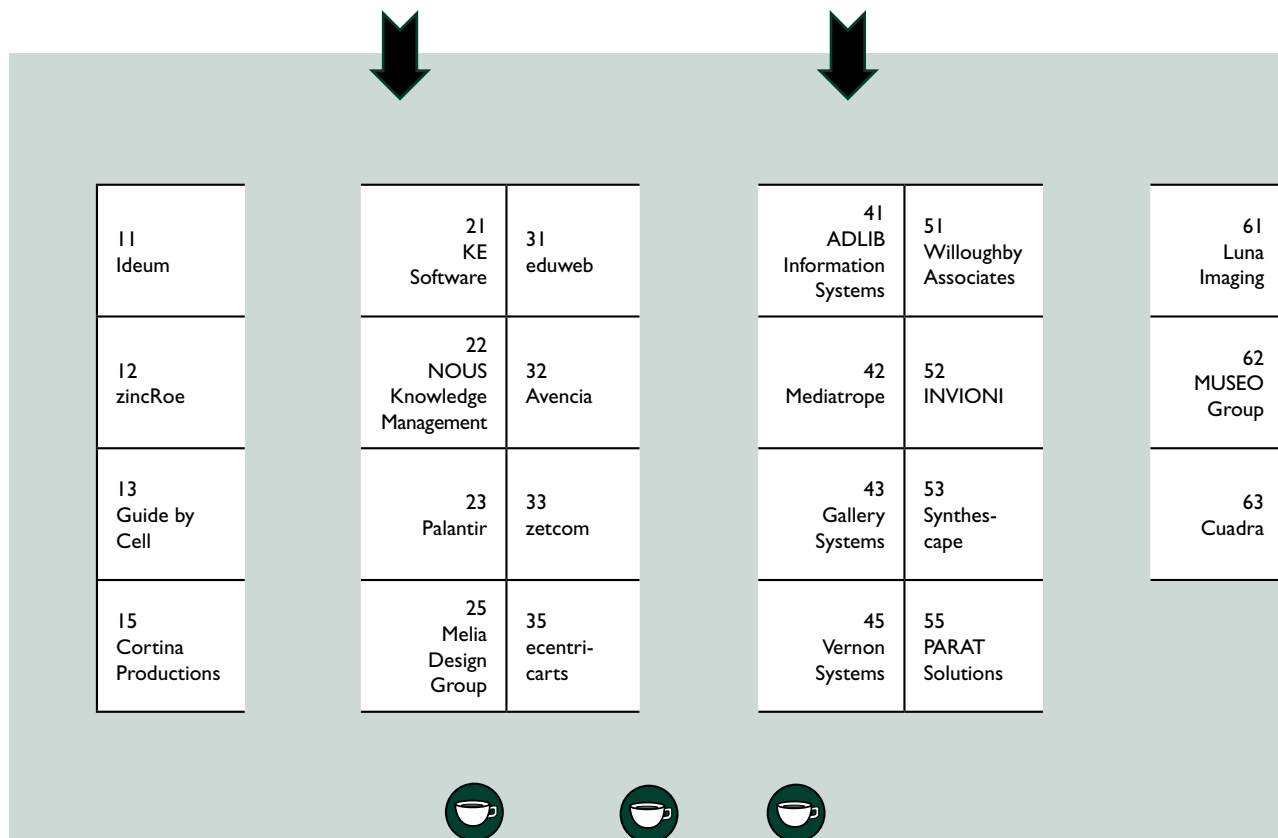 11
Ideum
12
zincRoe
13
Guide by
Cell
15
Cortina
Productions
21
KE
Software
22
NOUS
Knowledge
Management
23
Palantir
25
Melia
Design
Group
31
eduweb
32
Avencia
33
zetcom
35
ecentri-
carts
41
ADLIB
Information
Systems
42
Mediatrope
43
Gallery
Systems
45
Vernon
Systems
51
Willoughby
Associates
52
INVIONI
53
Synthes-
cape
55
PARAT
Solutions
61
Luna
Imaging
62
MUSEO
Group
63
Cuadra